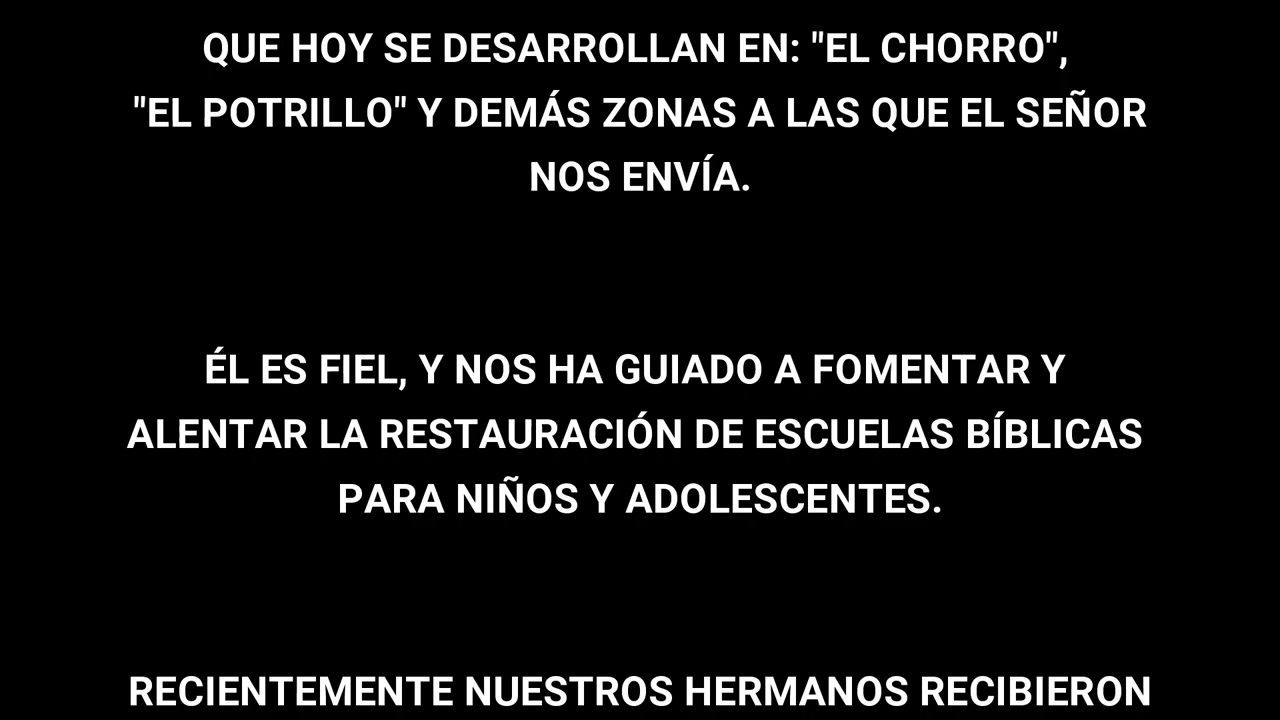 QUE HOY SE DESARROLLAN EN: "EL CHORRO",
"EL POTRILLO" Y DEMÁS ZONAS A LAS QUE EL SEÑOR
NOS ENVÍA.
ÉL ES FIEL, Y NOS HA GUIADO A FOMENTAR Y
ALENTAR LA RESTAURACIÓN DE ESCUELAS BÍBLICAS
PARA NIÑOS Y ADOLESCENTES.
RECIENTEMENTE NUESTROS HERMANOS RECIBIERON